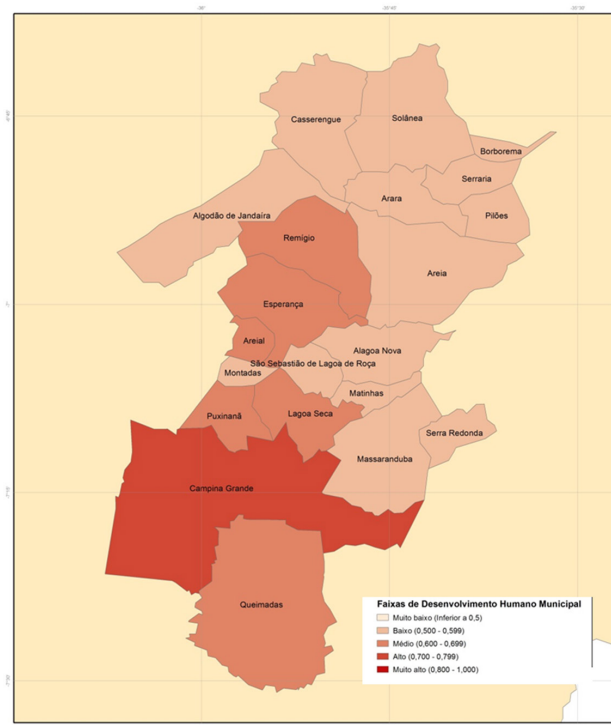 Casserengue
Solânea
Borborema
Serraria
Arara
Pilões
Algodão de Jandaíra
Remígio
Areia
Esperança
Areial
Alagoa Nova
São Sebastião de Lagoa de Roça
Montadas
Matinhas
Puxinanã
Lagoa Seca
Serra Redonda
Massaranduba
Campina Grande
Queimadas
Faixas de Desenvolvimento Humano Municipal
Muito baixo (Inferior a 0,5)
Baixo (0,500 - 0,599)
Médio (0,600 - 0,699)
Alto (0,700 - 0,799)
Muito alto (0,800 - 1,000)